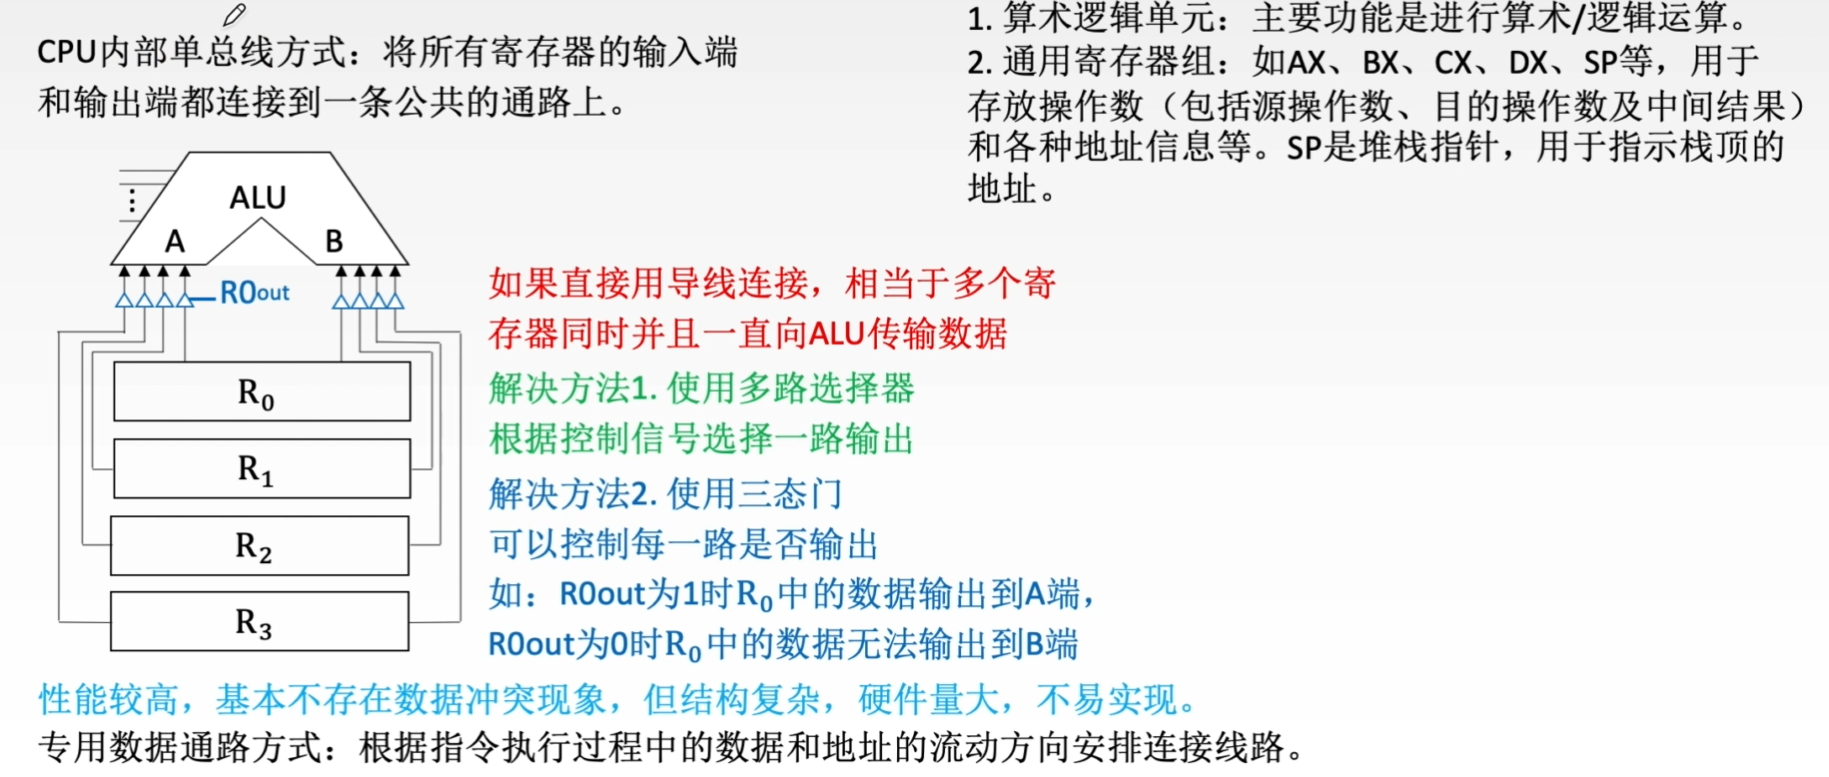 CPU内部单总线方式：将所有寄存器的输入端
和输出端都连接到一条公共的通路上。
1. 算术逻辑单元：主要功能是进行算术/逻辑运算。
2. 通用寄存器组：如AX、BX、CX、DX、SP等，用于
存放操作数（包括源操作数、目的操作数及中间结果）
和各种地址信息等。SP是堆栈指针，用于指示栈顶的
地址。
ALU
A
B
R0out
R₀
R₁
R₂
R₃
如果直接用导线连接，相当于多个寄
存器同时并且一直向ALU传输数据
解决方法1. 使用多路选择器
根据控制信号选择一路输出
解决方法2. 使用三态门
可以控制每一路是否输出
如：R0out为1时R₀中的数据输出到A端，
R0out为0时R₀中的数据无法输出到B端
性能较高，基本不存在数据冲突现象，但结构复杂，硬件量大，不易实现。
专用数据通路方式：根据指令执行过程中的数据和地址的流动方向安排连接线路。